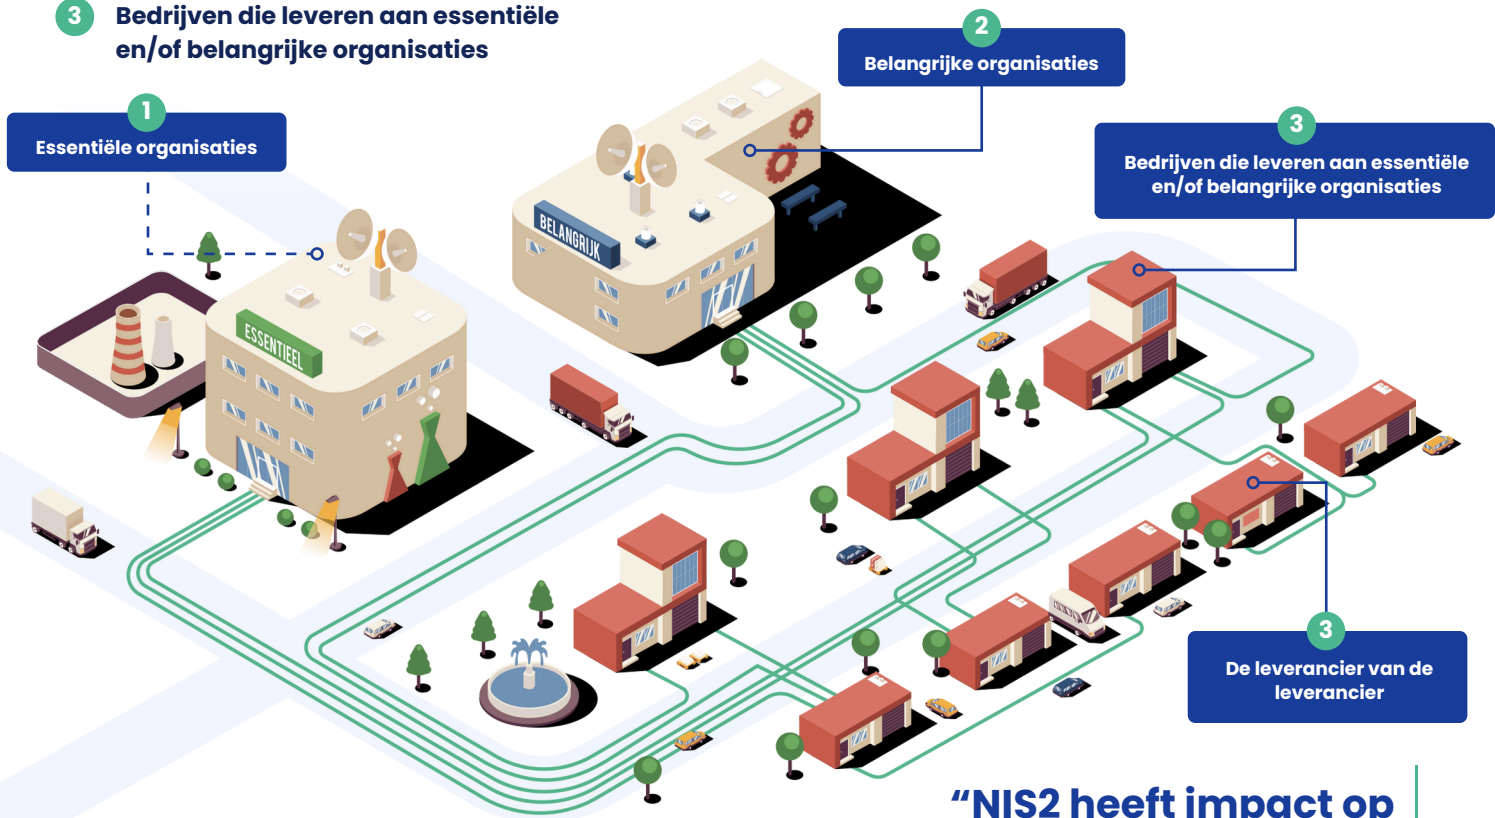 3 Bedrijven die leveren aan essentiële
en/of belangrijke organisaties
2
Belangrijke organisaties
1
Essentiële organisaties
3
Bedrijven die leveren aan essentiële
en/of belangrijke organisaties
BELANGRIJK
ESSENTIEEL
3
De leverancier van de
leverancier
“NIS2 heeft impact op